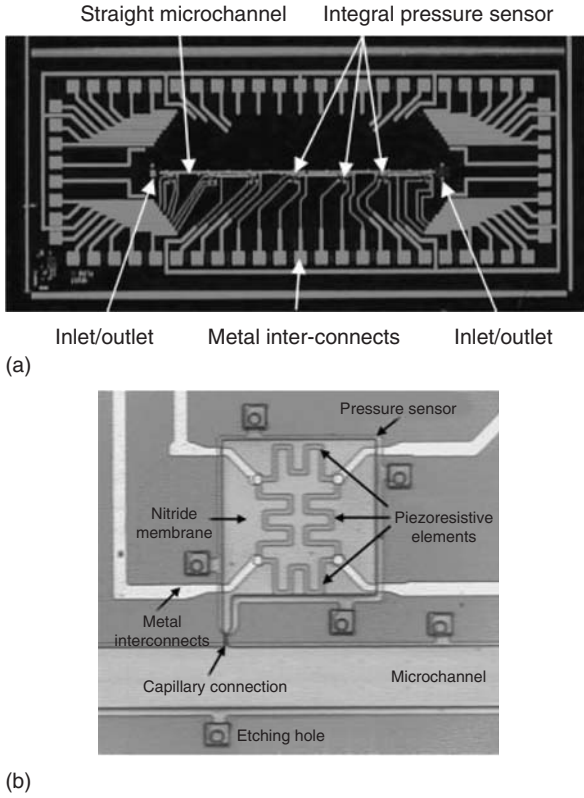 Straight microchannel
Integral pressure sensor
Inlet/outlet
Metal inter-connects
Inlet/outlet
(a)
Pressure sensor
Nitride
membrane
Piezoresistive
elements
Metal
interconnects
Capillary connection
Microchannel
Etching hole
(b)